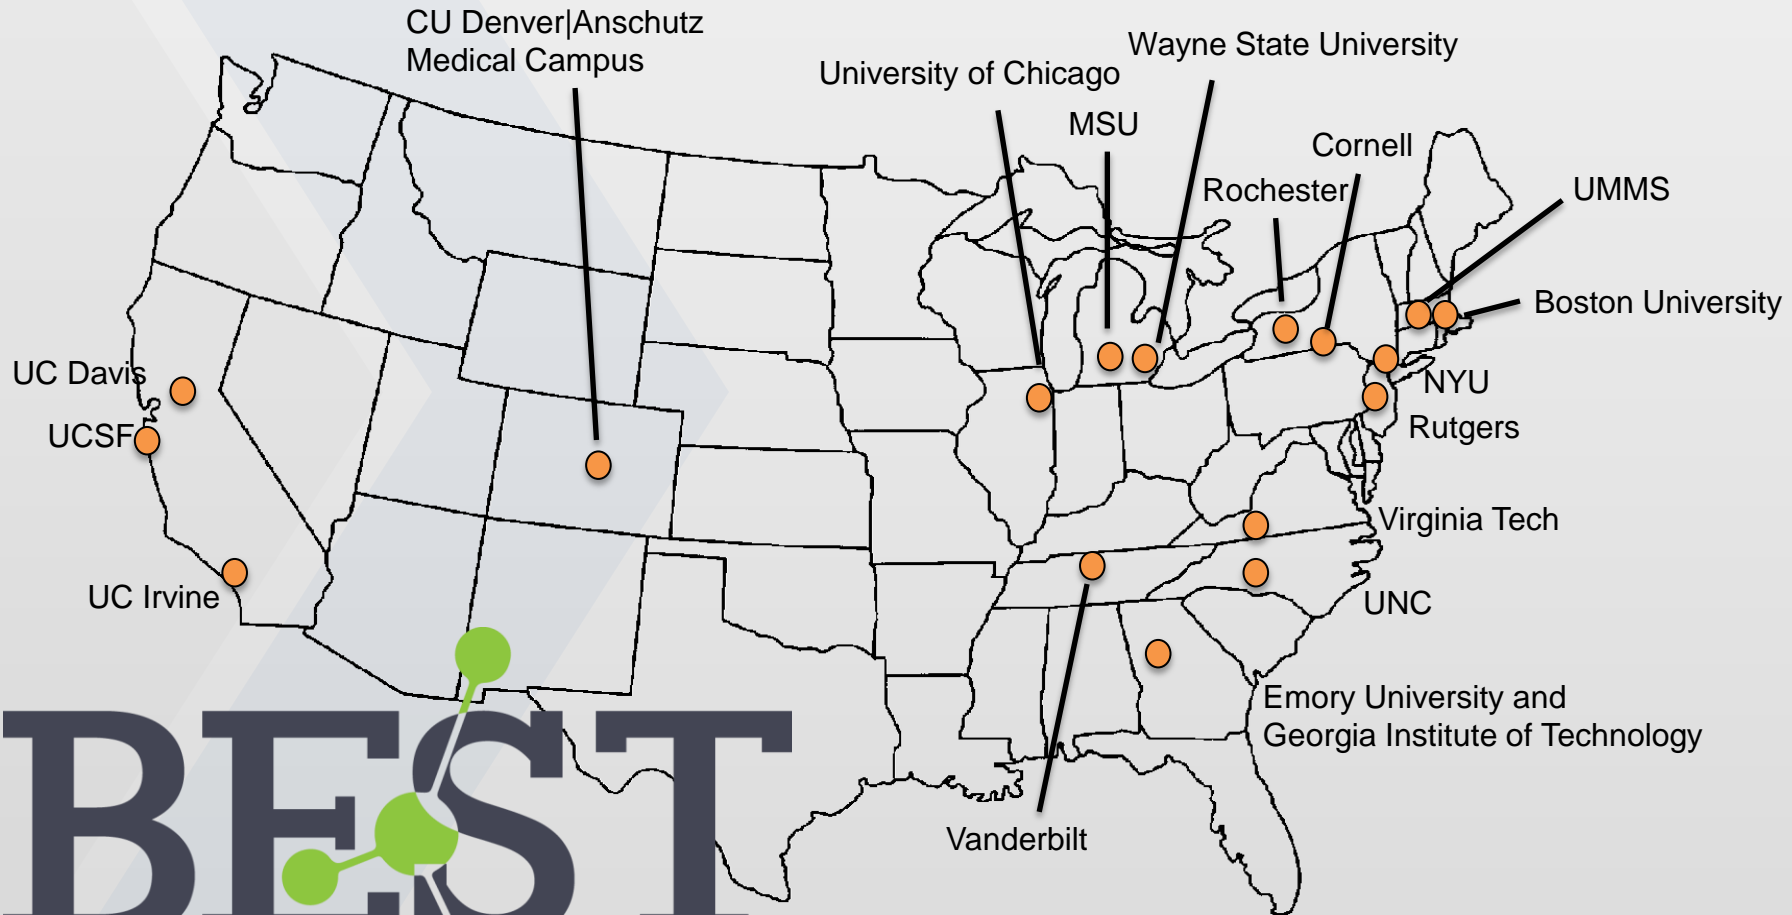 CU Denver|Anschutz
Medical Campus
Wayne State University
University of Chicago
MSU
Cornell
Rochester
UMMS
Boston University
UC Davis
NYU
UCSF
Rutgers
Virginia Tech
UC Irvine
UNC
Emory University and
Georgia Institute of Technology
Vanderbilt
BEST